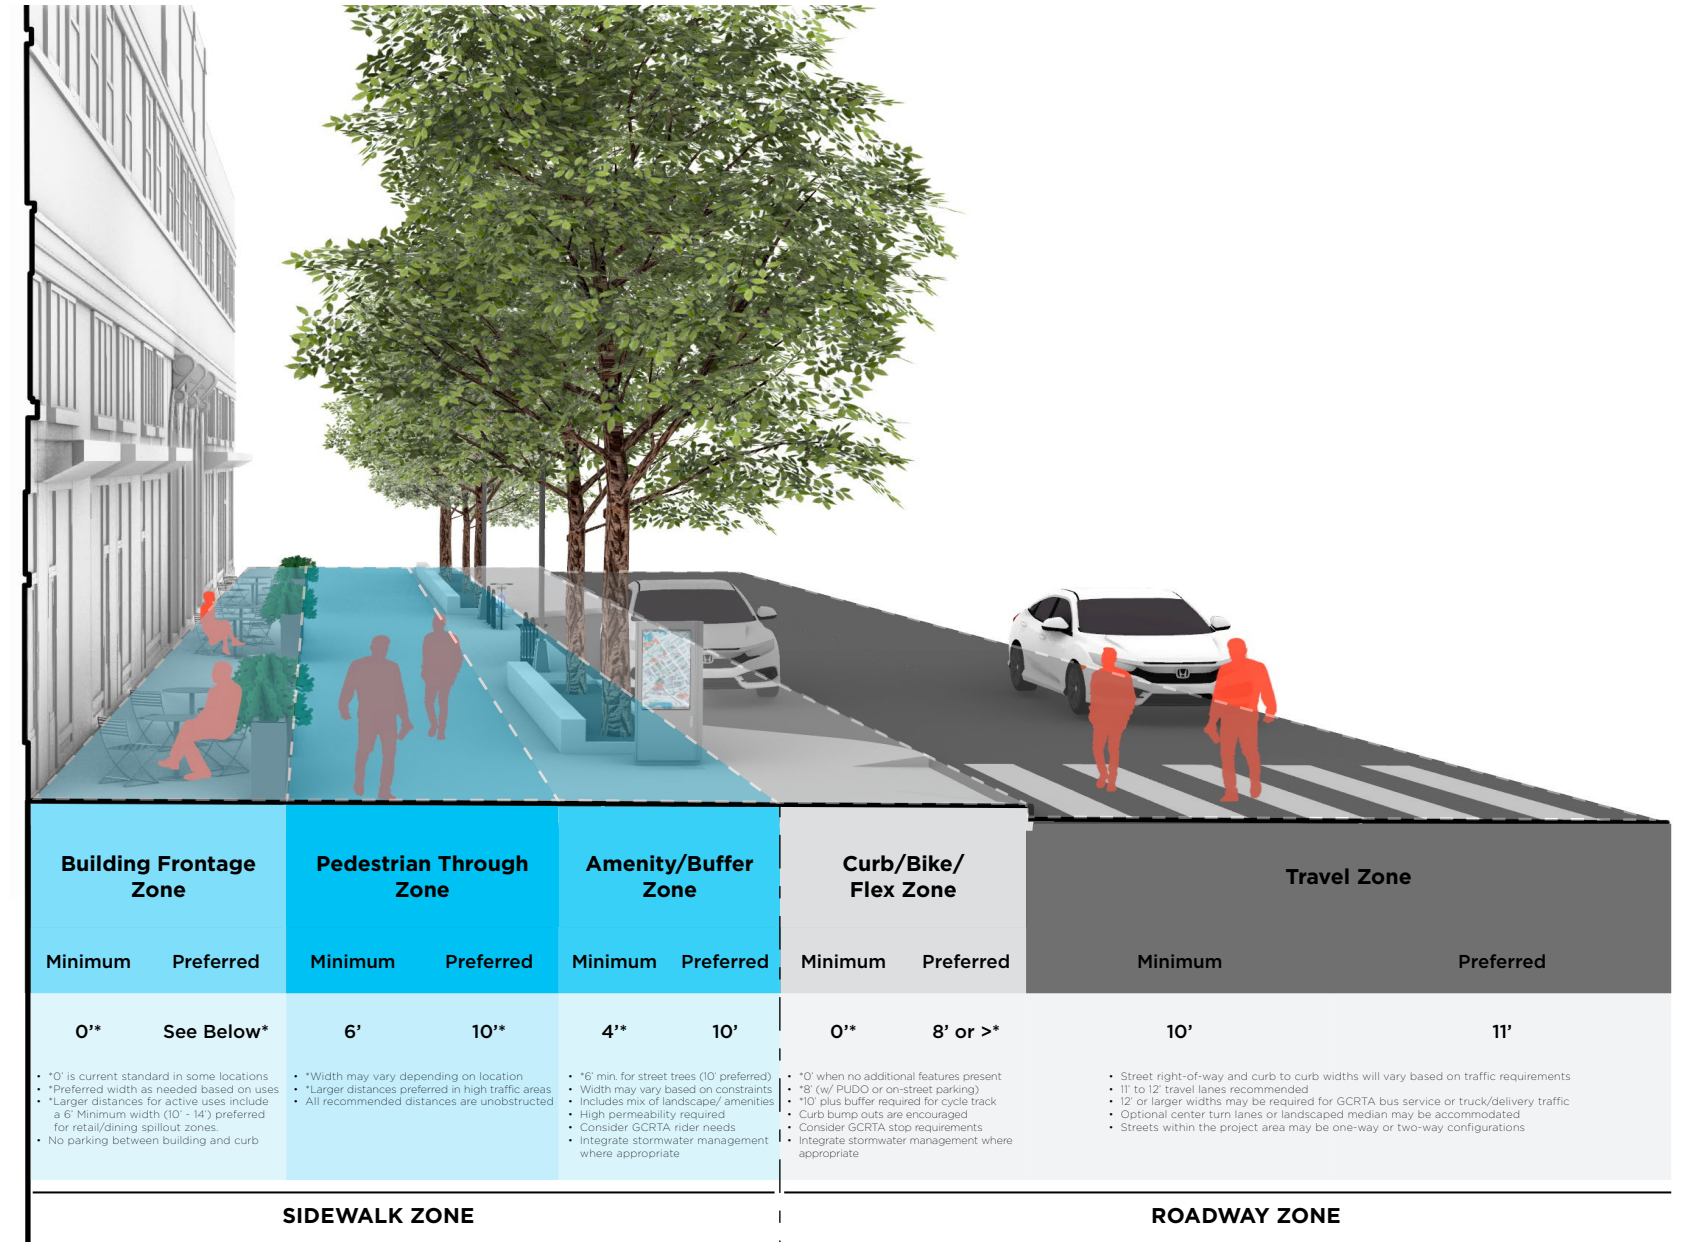 Building Frontage
Zone
Minimum Preferred
0'* See Below*
• *0' is current standard in some locations
• *Preferred width as needed based on uses
• *Larger distances for active uses include
a 6' Minimum width (10' - 14') preferred
for retail/dining spillout zones.
• No parking between building and curb
Pedestrian Through
Zone
Minimum Preferred
6' 10'*
• *Width may vary depending on location
• *Larger distances preferred in high traffic areas
• All recommended distances are unobstructed
Amenity/Buffer
Zone
Minimum Preferred
4'* 10'
• *6' min. for street trees (10' preferred)
• Width may vary based on constraints
• Includes mix of landscape/ amenities
• High permeability required
• Consider GCRTA rider needs
• Integrate stormwater management
where appropriate
Curb/Bike/
Flex Zone
Minimum Preferred
0'* 8' or >*
• *0' when no additional features present
• *8' (w/ PUDO or on-street parking)
• *10' plus buffer required for cycle track
• Curb bump outs are encouraged
• Consider GCRTA stop requirements
• Integrate stormwater management where
appropriate
Travel Zone
Minimum Preferred
10' 11'
• Street right-of-way and curb to curb widths will vary based on traffic requirements
• 11' to 12' travel lanes recommended
• 12' or larger widths may be required for GCRTA bus service or truck/delivery traffic
• Optional center turn lanes or landscaped median may be accommodated
• Streets within the project area may be one-way or two-way configurations
SIDEWALK ZONE
ROADWAY ZONE